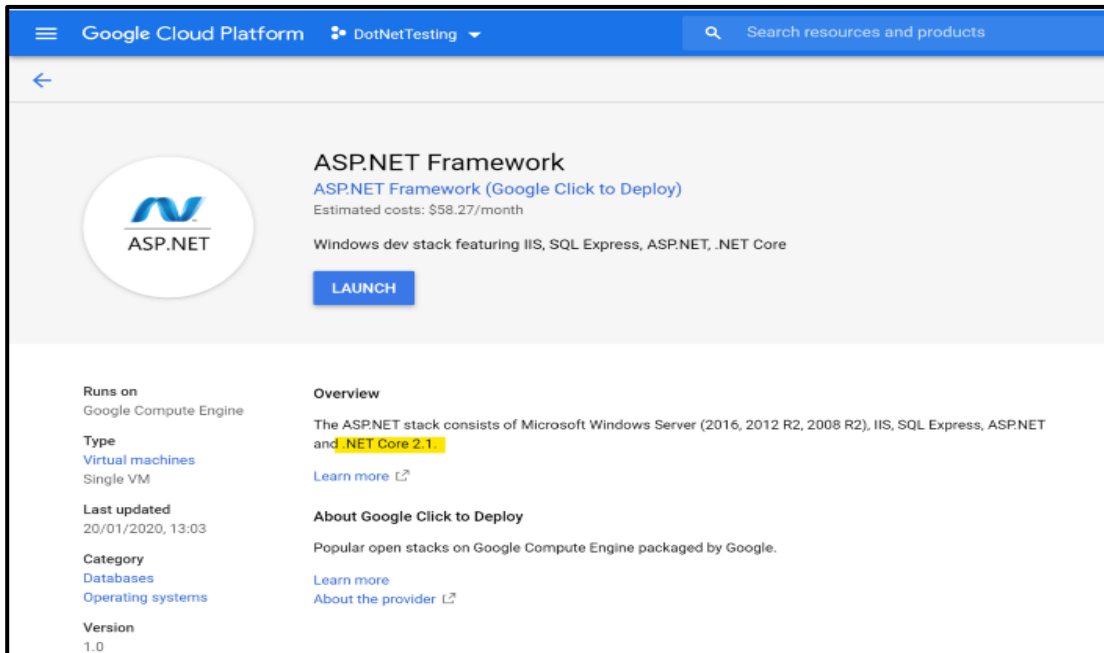 Google Cloud Platform DotNetTesting Search resources and products
ASP.NET
ASP.NET Framework
ASP.NET Framework (Google Click to Deploy)
Estimated costs: $58.27/month
Windows dev stack featuring IIS, SQL Express, ASP.NET, .NET Core
LAUNCH
Runs on
Google Compute Engine
Type
Virtual machines
Single VM
Last updated
20/01/2020, 13:03
Category
Databases
Operating systems
Version
1.0
Overview
The ASP.NET stack consists of Microsoft Windows Server (2016, 2012 R2, 2008 R2), IIS, SQL Express, ASP.NET
and .NET Core 2.1.
Learn more
About Google Click to Deploy
Popular open stacks on Google Compute Engine packaged by Google.
Learn more
About the provider